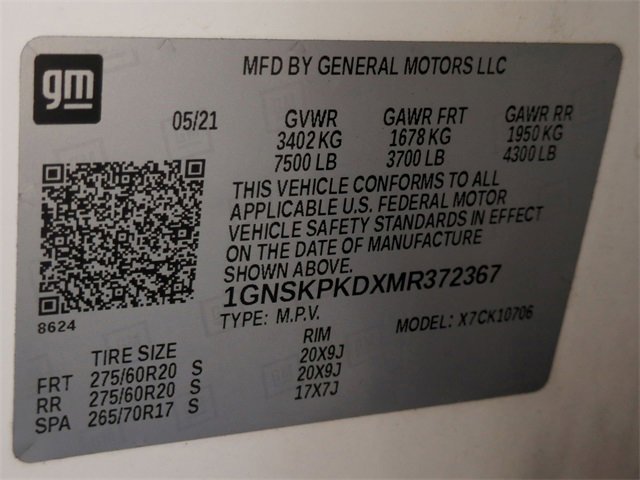 gm
MFD BY GENERAL MOTORS LLC
05/21 GVWR GAWR FRT GAWR RR
3402 KG 1678 KG 1950 KG
7500 LB 3700 LB 4300 LB
THIS VEHICLE CONFORMS TO ALL
APPLICABLE U.S. FEDERAL MOTOR
VEHICLE SAFETY STANDARDS IN EFFECT
ON THE DATE OF MANUFACTURE
SHOWN ABOVE.
1GNSKPKDXMR372367
8624
TYPE: M.P.V. MODEL: X7CK10706
TIRE SIZE RIM
FRT 275/60R20 S 20X9J
RR 275/60R20 S 20X9J
SPA 265/70R17 S 17X7J